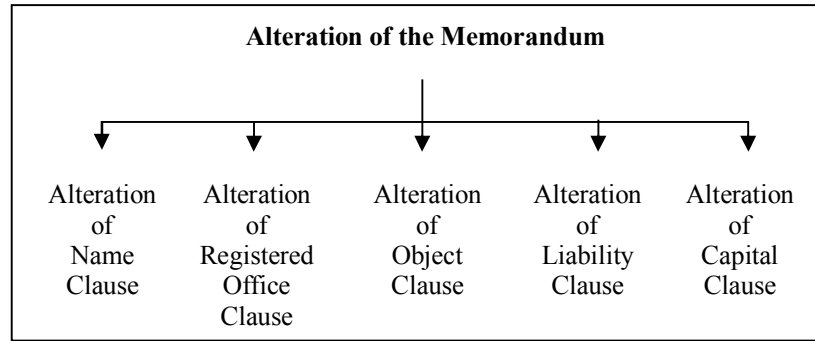 Alteration of the Memorandum
Alteration
of
Name
Clause
Alteration
of
Registered
Office
Clause
Alteration
of
Object
Clause
Alteration
of
Liability
Clause
Alteration
of
Capital
Clause